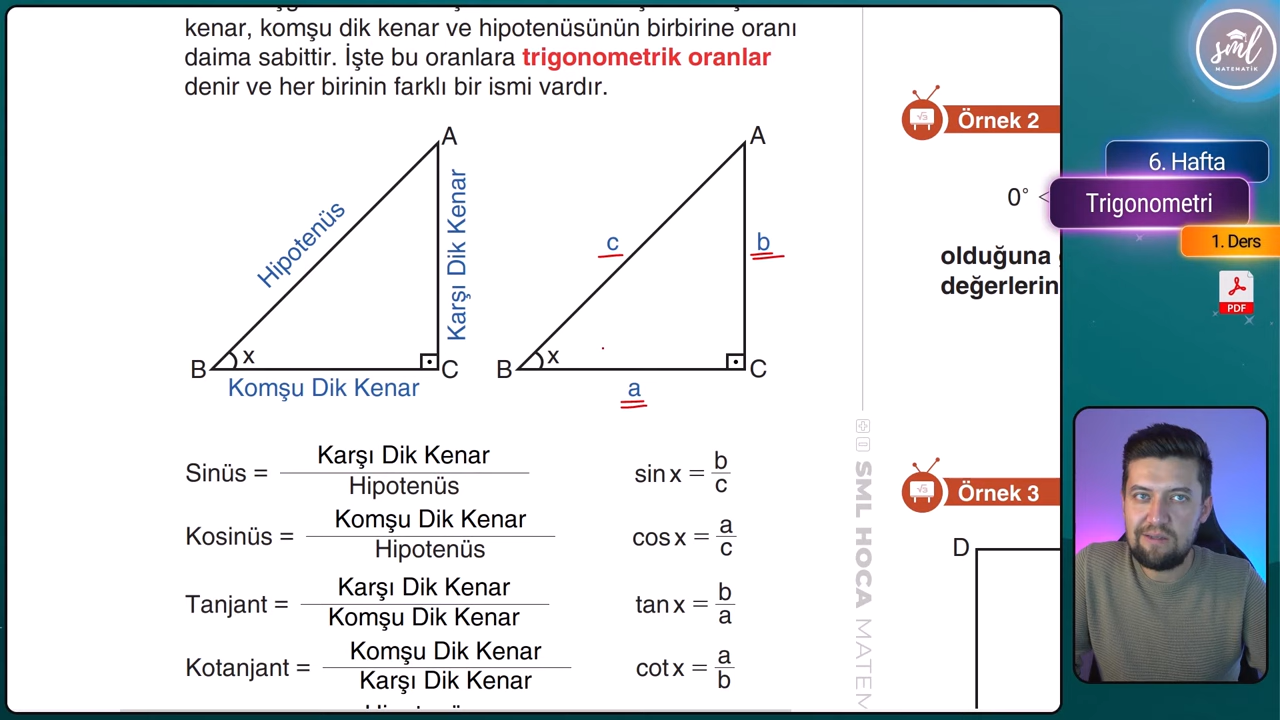 kenar, komşu dik kenar ve hipotenüsünün birbirine oranı
daima sabittir. İşte bu oranlara trigonometrik oranlar
denir ve her birinin farklı bir ismi vardır.
A
Hipotenüs
Karşı Dik Kenar
B
x
C
Komşu Dik Kenar
A
c
b
B
x
C
a
Sinüs = Karşı Dik Kenar / Hipotenüs
sin x = b / c
Kosinüs = Komşu Dik Kenar / Hipotenüs
cos x = a / c
Tanjant = Karşı Dik Kenar / Komşu Dik Kenar
tan x = b / a
Kotanjant = Komşu Dik Kenar / Karşı Dik Kenar
cot x = a / b
SML HOCA MATEM
√5
Örnek 2
0° <
olduğuna
değerlerin
√5
Örnek 3
D
sml
MATEMATİK
6. Hafta
Trigonometri
1. Ders
PDF